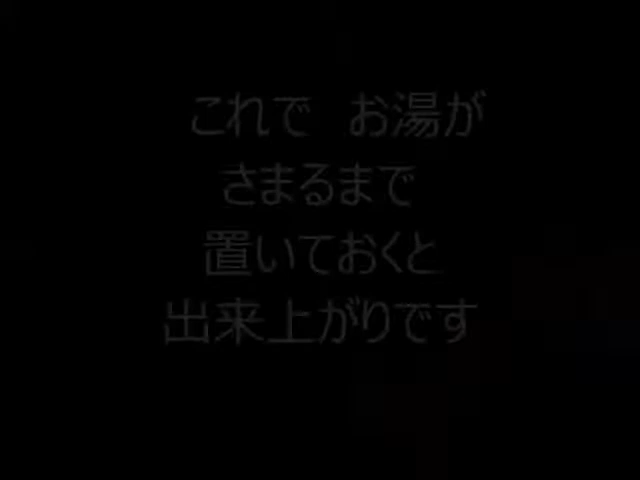 これで　お湯が
さまるまで
置いておくと
出来上がりです